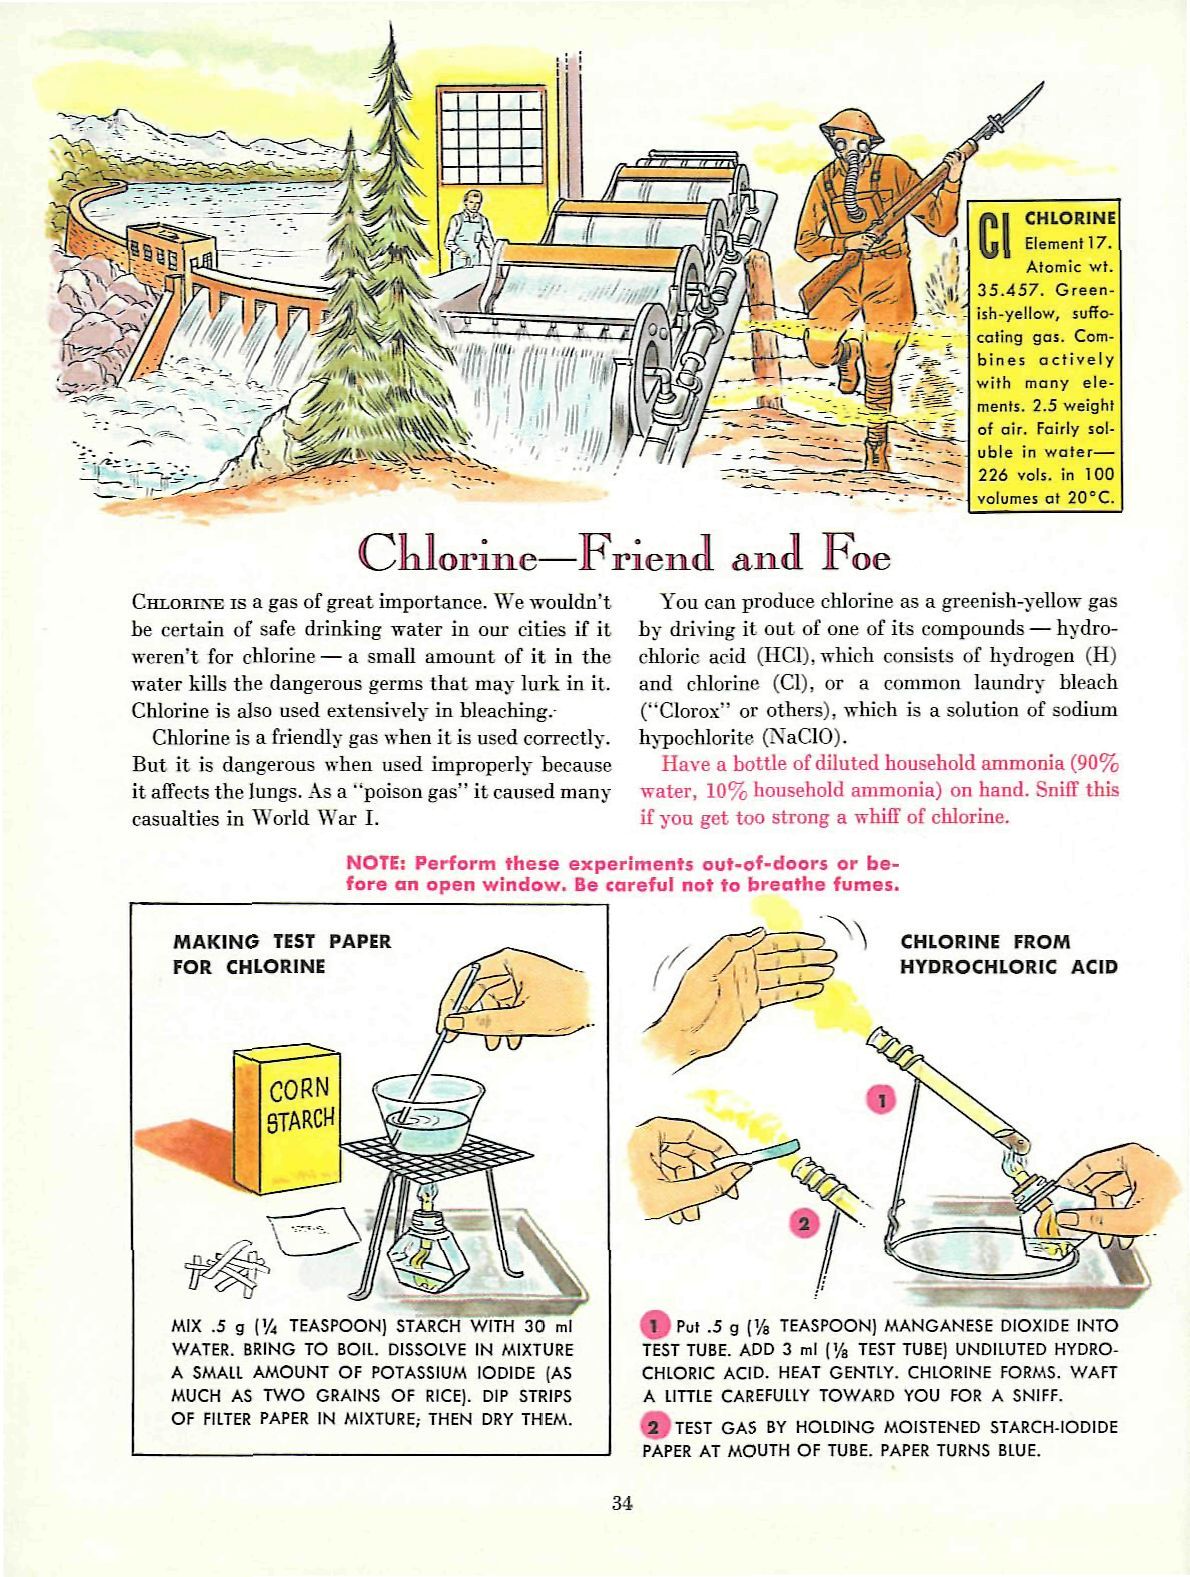 Cl CHLORINE
Element 17.
Atomic wt.
35.457. Green-
ish-yellow, suffo-
cating gas. Com-
bines actively
with many ele-
ments. 2.5 weight
of air. Fairly sol-
uble in water—
226 vols. in 100
volumes at 20°C.
Chlorine—Friend and Foe
CHLORINE IS a gas of great importance. We wouldn't
be certain of safe drinking water in our cities if it
weren't for chlorine — a small amount of it in the
water kills the dangerous germs that may lurk in it.
Chlorine is also used extensively in bleaching.
Chlorine is a friendly gas when it is used correctly.
But it is dangerous when used improperly because
it affects the lungs. As a "poison gas" it caused many
casualties in World War I.
You can produce chlorine as a greenish-yellow gas
by driving it out of one of its compounds — hydro-
chloric acid (HCl), which consists of hydrogen (H)
and chlorine (Cl), or a common laundry bleach
("Clorox" or others), which is a solution of sodium
hypochlorite (NaClO).
Have a bottle of diluted household ammonia (90%
water, 10% household ammonia) on hand. Sniff this
if you get too strong a whiff of chlorine.
NOTE: Perform these experiments out-of-doors or be-
fore an open window. Be careful not to breathe fumes.
MAKING TEST PAPER
FOR CHLORINE
CORN
STARCH
MIX .5 g (¼ TEASPOON) STARCH WITH 30 ml
WATER. BRING TO BOIL. DISSOLVE IN MIXTURE
A SMALL AMOUNT OF POTASSIUM IODIDE (AS
MUCH AS TWO GRAINS OF RICE). DIP STRIPS
OF FILTER PAPER IN MIXTURE; THEN DRY THEM.
CHLORINE FROM
HYDROCHLORIC ACID
1
2
1 Put .5 g (⅛ TEASPOON) MANGANESE DIOXIDE INTO
TEST TUBE. ADD 3 ml (⅛ TEST TUBE) UNDILUTED HYDRO-
CHLORIC ACID. HEAT GENTLY. CHLORINE FORMS. WAFT
A LITTLE CAREFULLY TOWARD YOU FOR A SNIFF.
2 TEST GAS BY HOLDING MOISTENED STARCH-IODIDE
PAPER AT MOUTH OF TUBE. PAPER TURNS BLUE.
34